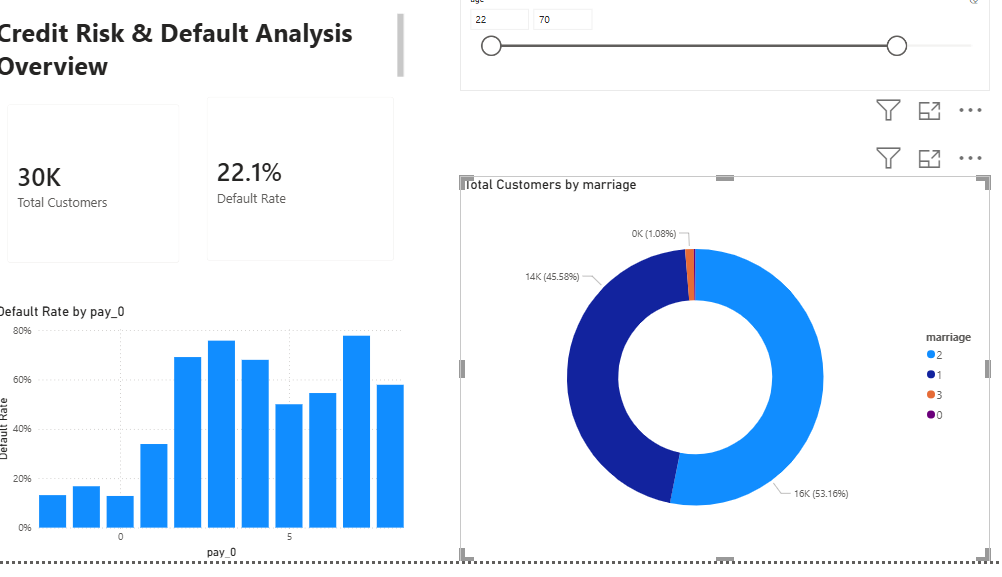 age
22
70
Credit Risk & Default Analysis
Overview
30K
Total Customers
22.1%
Default Rate
Total Customers by marriage
0K (1.08%)
14K (45.58%)
16K (53.16%)
marriage
2
1
3
0
Default Rate by pay_0
Default Rate
80%
60%
40%
20%
0%
0
5
pay_0